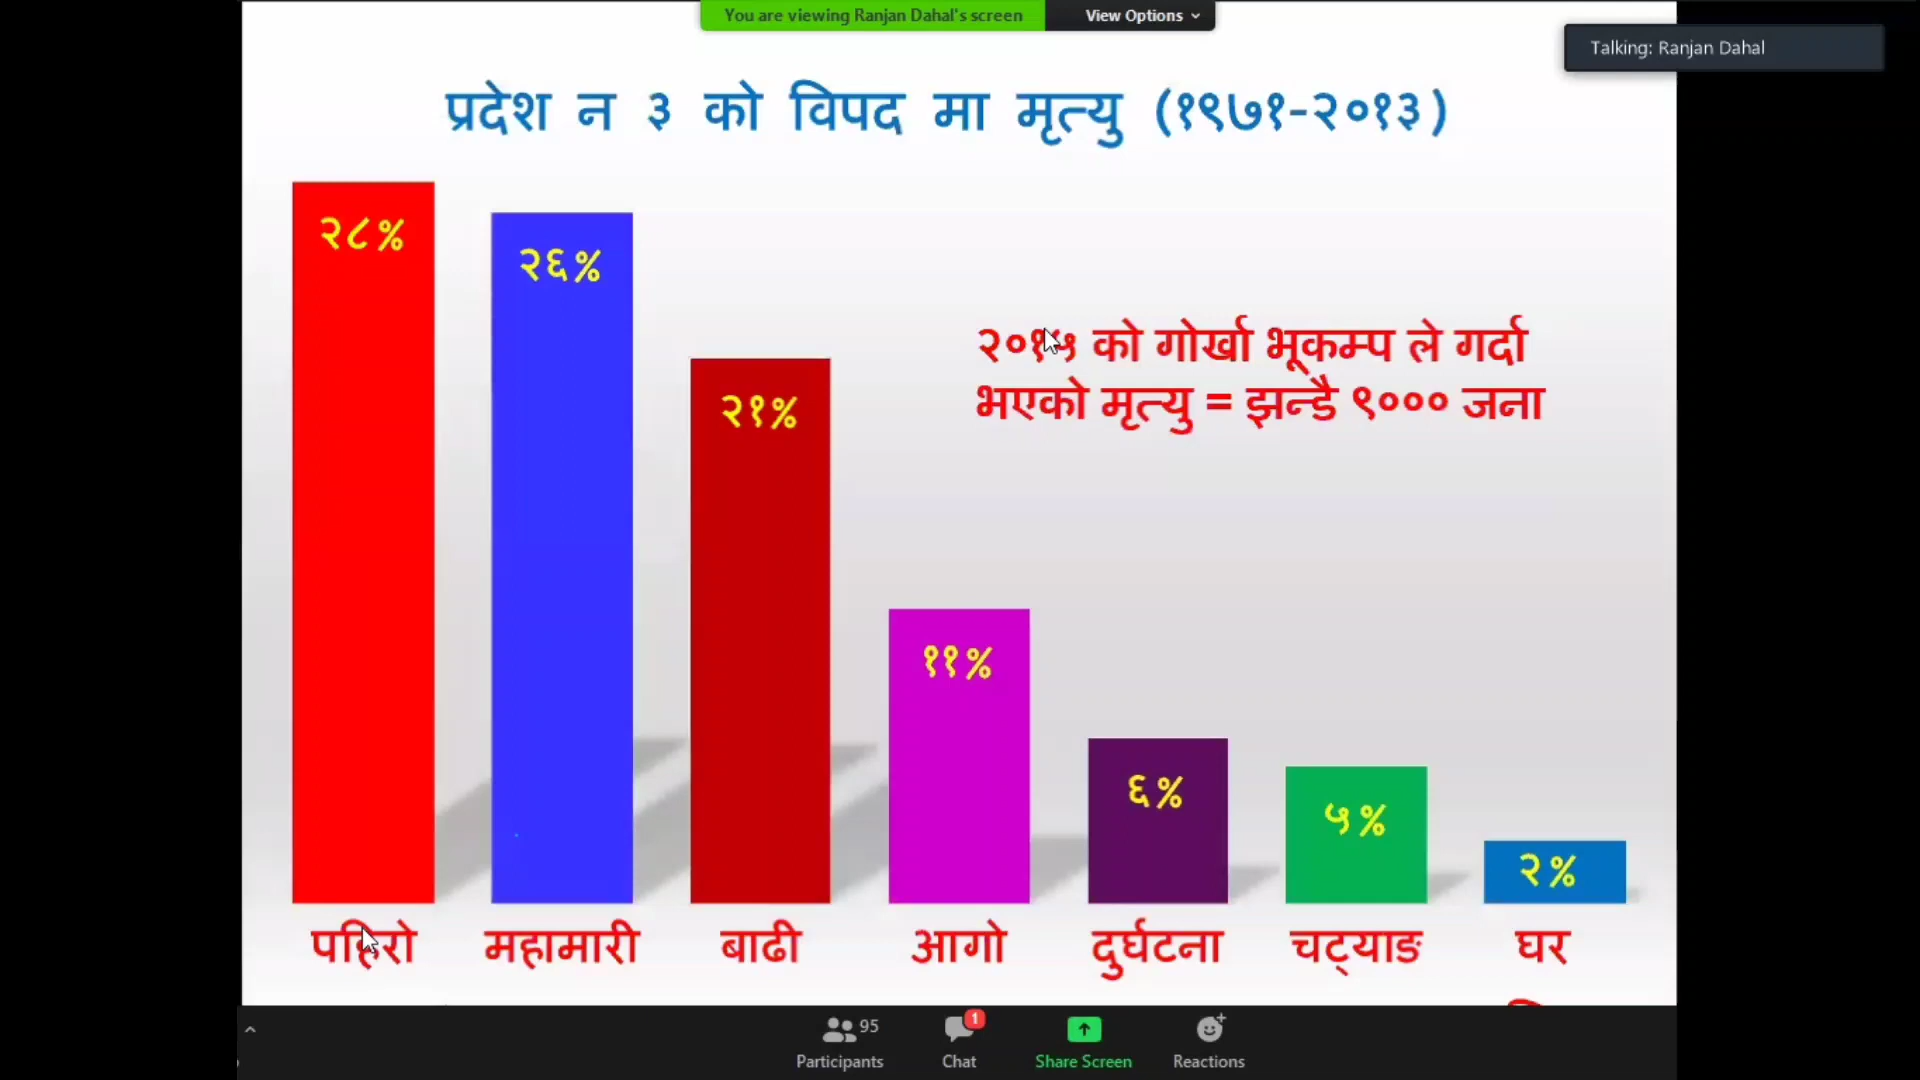 You are viewing Ranjan Dahal's screen
View Options
Talking: Ranjan Dahal
प्रदेश न ३ को विपद मा मृत्यु (१९७१-२०१३)
२८%
२६%
२१%
११%
६%
५%
२%
२०१५ को गोर्खा भूकम्प ले गर्दा
भएको मृत्यु = झन्डै ९००० जना
पहिरो
महामारी
बाढी
आगो
दुर्घटना
चट्याङ
घर
95
1
Participants
Chat
Share Screen
Reactions